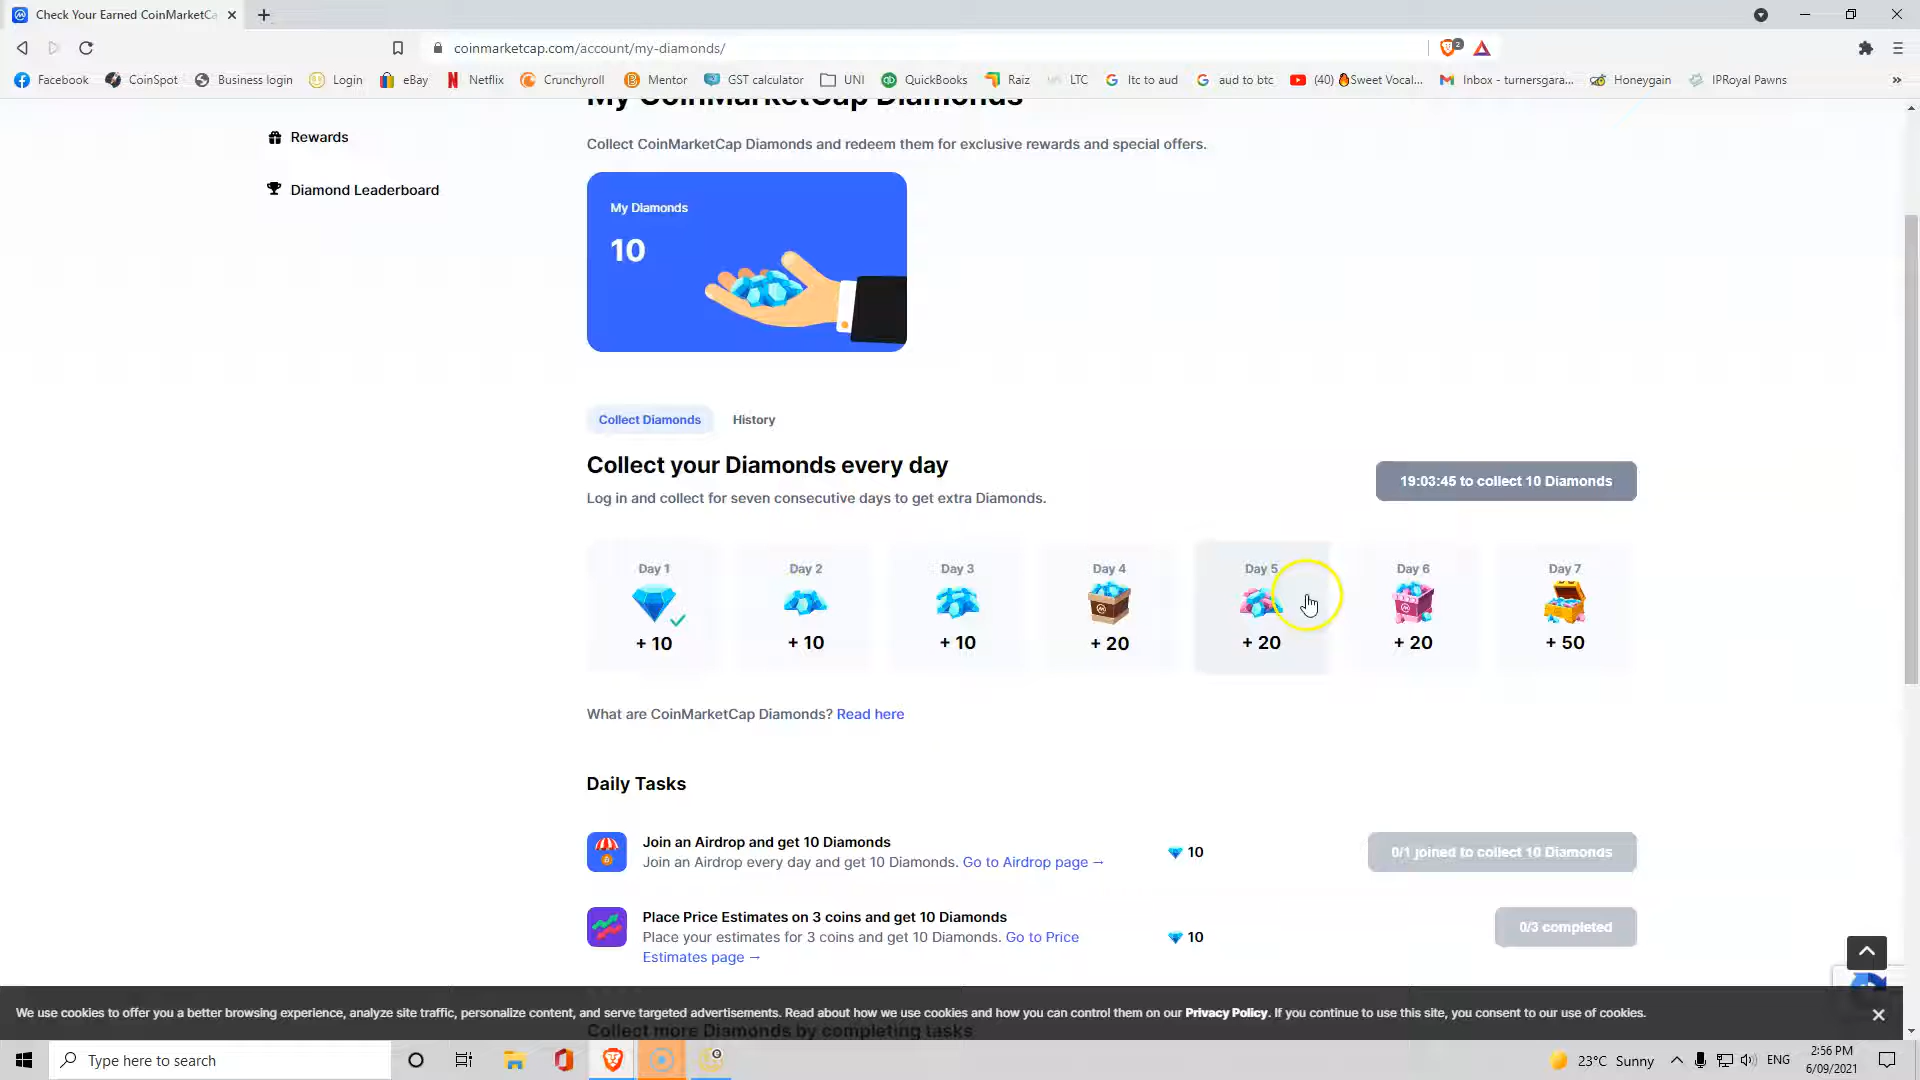 Check Your Earned CoinMarketCa
coinmarketcap.com/account/my-diamonds/
2
Facebook
CoinSpot
Business login
Login
eBay
Netflix
Crunchyroll
Mentor
GST calculator
UNI
QuickBooks
Raiz
LTC
ltc to aud
aud to btc
(40) 🔥Sweet Vocal...
Inbox - turnersgara...
Honeygain
IPRoyal Pawns
»
My CoinMarketCap Diamonds
Rewards
Collect CoinMarketCap Diamonds and redeem them for exclusive rewards and special offers.
Diamond Leaderboard
My Diamonds
10
Collect Diamonds
History
Collect your Diamonds every day
19:03:45 to collect 10 Diamonds
Log in and collect for seven consecutive days to get extra Diamonds.
Day 1
Day 2
Day 3
Day 4
Day 5
Day 6
Day 7
+ 10
+ 10
+ 10
+ 20
+ 20
+ 20
+ 50
What are CoinMarketCap Diamonds? Read here
Daily Tasks
Join an Airdrop and get 10 Diamonds
Join an Airdrop every day and get 10 Diamonds. Go to Airdrop page →
10
0/1 joined to collect 10 Diamonds
Place Price Estimates on 3 coins and get 10 Diamonds
Place your estimates for 3 coins and get 10 Diamonds. Go to Price
Estimates page →
10
0/3 completed
We use cookies to offer you a better browsing experience, analyze site traffic, personalize content, and serve targeted advertisements. Read about how we use cookies and how you can control them on our Privacy Policy. If you continue to use this site, you consent to our use of cookies.
Collect more Diamonds by completing tasks
Type here to search
23°C Sunny
ENG
2:56 PM
6/09/2021